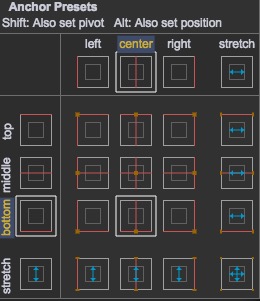 Anchor Presets
Shift: Also set pivot    Alt: Also set position
left center right stretch
top
middle
bottom
stretch